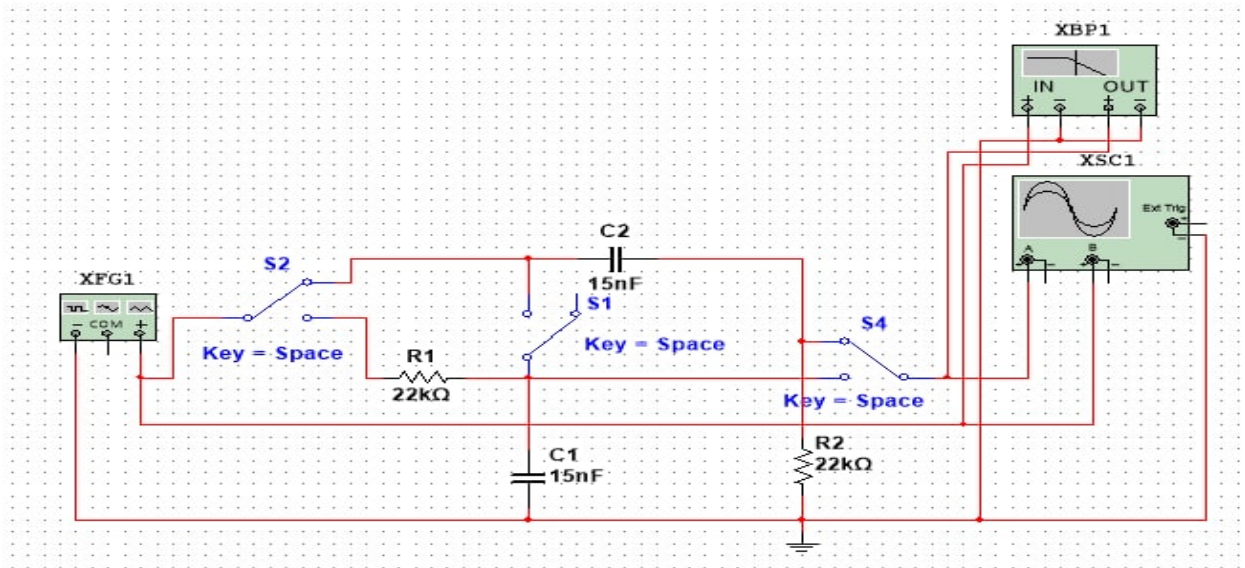 XBP1
IN OUT
XSC1
Ext Trig
A B
C2
15nF
S2
S1
XFG1
COM
S4
Key = Space
Key = Space
R1
22kΩ
Key = Space
R2
22kΩ
C1
15nF